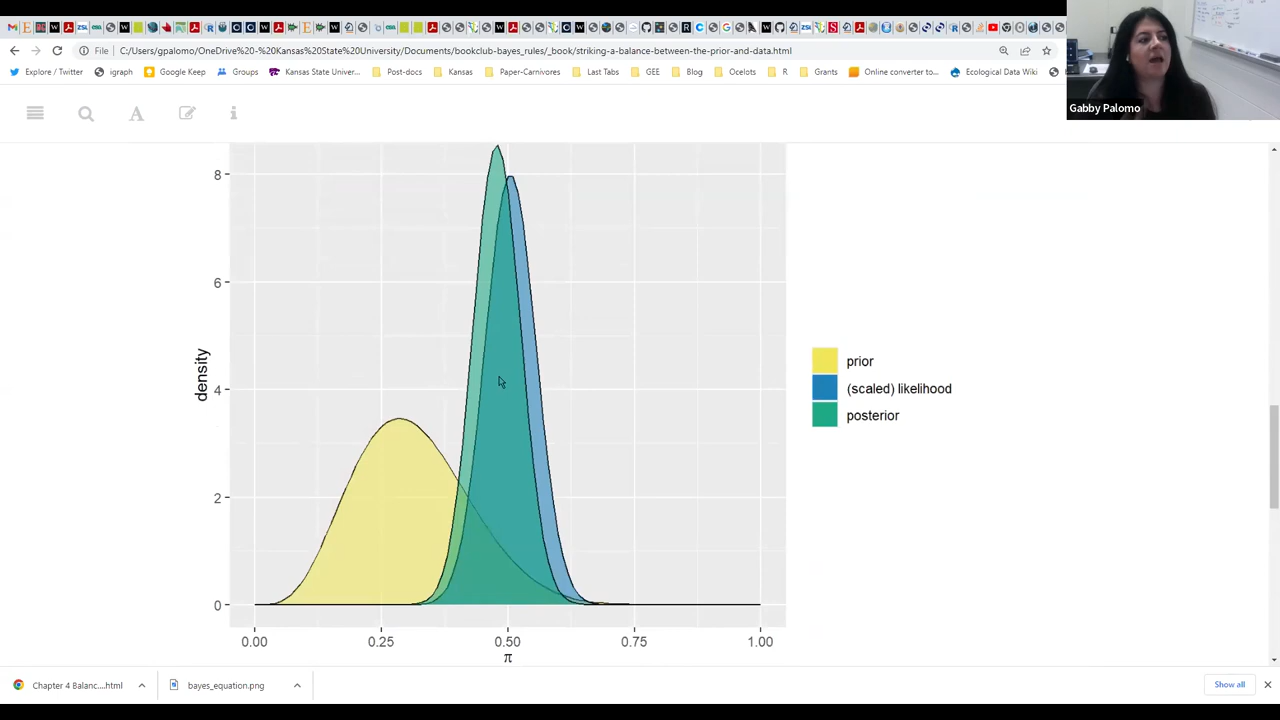 File
C:/Users/gpalomo/OneDrive%20-%20Kansas%20State%20University/Documents/bookclub-bayes_rules/_book/striking-a-balance-between-the-prior-and-data.html
Explore / Twitter
igraph
Google Keep
Groups
Kansas State Univer...
Pop-docs
Kansas
Paper-Carnivores
Last Tabs
GEE
Blog
Ocelots
R
Grants
Online converter to...
Ecological Data Wiki
Gabby Palomo
8
6
4
2
0
density
0.00 0.25 0.50 0.75 1.00
π
prior
(scaled) likelihood
posterior
Chapter 4 Balanc....html
bayes_equation.png
Show all